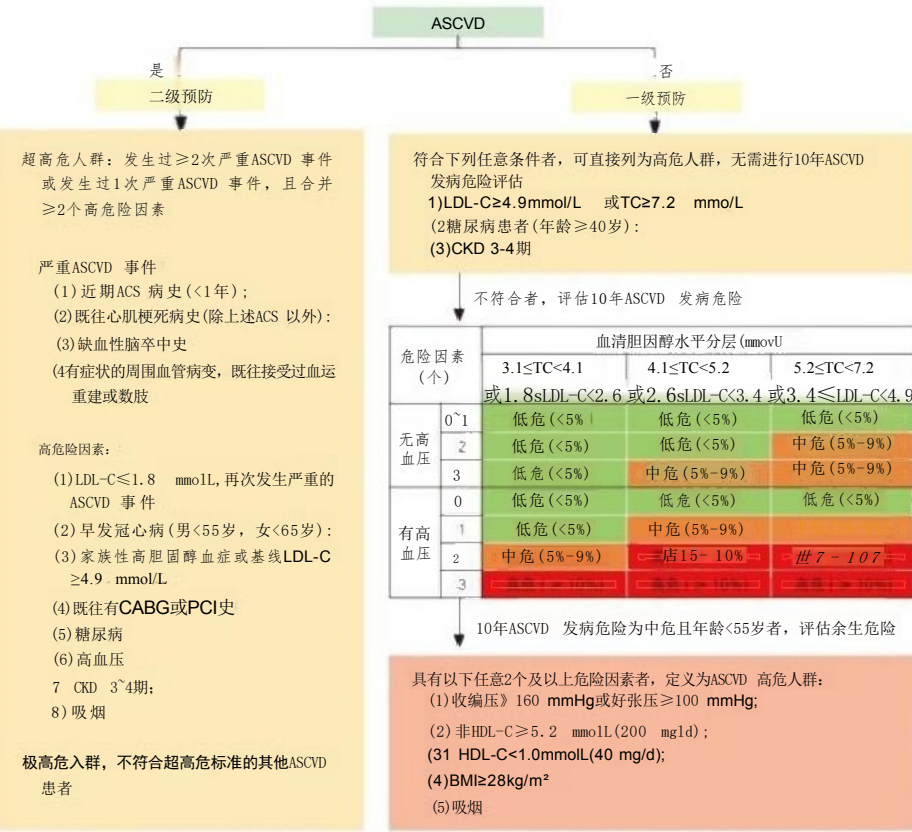 ASCVD
是
否
二级预防
一级预防
超高危人群: 发生过≥2次严重ASCVD 事件
或发生过1次严重ASCVD 事件, 且合并
≥2个高危险因素
严重ASCVD 事件
(1)近期ACS 病史(<1年);
(2)既往心肌梗死病史(除上述ACS 以外):
(3)缺血性脑卒中史
(4有症状的周围血管病变, 既往接受过血运
重建或数肢
高危险因素:
(1)LDL-C≤1.8 mmo1L,再次发生严重的
ASCVD 事件
(2)早发冠心病(男<55岁, 女<65岁):
(3)家族性高胆固醇血症或基线LDL-C
≥4.9 mmol/L
(4)既往有CABG或PCI史
(5)糖尿病
(6)高血压
7 CKD 3~4期;
8)吸烟
极高危入群, 不符合超高危标准的其他ASCVD
患者
符合下列任意条件者, 可直接列为高危人群, 无需进行10年ASCVD
发病危险评估
1)LDL-C≥4.9mmol/L 或TC≥7.2 mmo/L
(2糖尿病患者(年龄≥40岁):
(3)CKD 3-4期
不符合者, 评估10年ASCVD 发病危险
危险因素
(个)
血清胆因醇水平分层(mmovU
3.1≤TC<4.1 4.1≤TC<5.2 5.2≤TC<7.2
或1.8sLDL-C<2.6 或2.6sLDL-C<3.4 或3.4≤LDL-C<4.9
无高
血压
0~1 低危(<5% 低危(<5%) 低危(<5%)
2 低危(<5%) 低危(<5%) 中危(5%-9%)
3 低危(<5%) 中危(5%-9%) 中危(5%-9%)
有高
血压
0 低危(<5%) 低危(<5%) 低危(<5%)
1 低危(<5%) 中危(5%-9%)
2 中危(5%-9%) 店15- 10% 世7-107
3
10年ASCVD 发病危险为中危且年龄<55岁者, 评估余生危险
具有以下任意2个及以上危险因素者, 定义为ASCVD 高危人群:
(1)收编压》160 mmHg或好张压≥100 mmHg;
(2)非HDL-C≥5.2 mmo1L(200 mg1d);
(31 HDL-C<1.0mmolL(40 mg/d);
(4)BMI≥28kg/m²
(5)吸烟